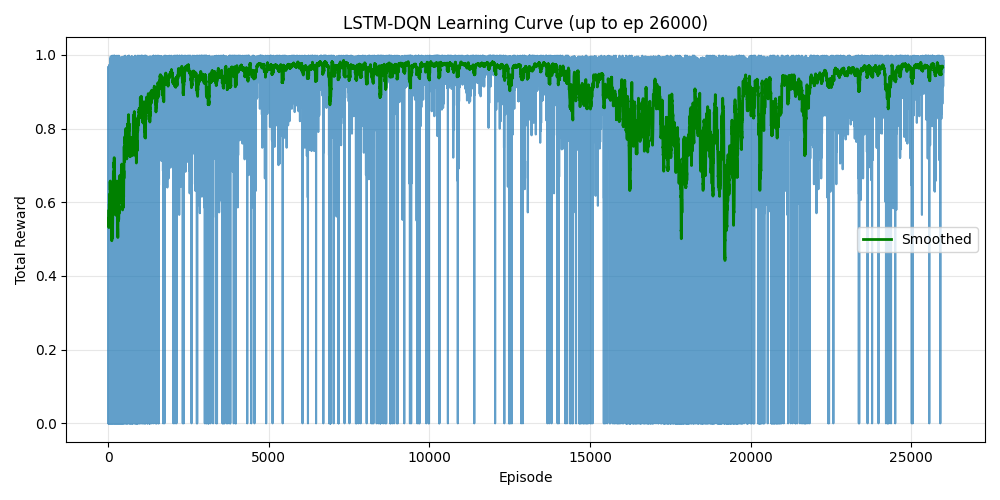 LSTM-DQN Learning Curve (up to ep 26000)
Total Reward
1.0
0.8
0.6
0.4
0.2
0.0
Smoothed
0 5000 10000 15000 20000 25000
Episode